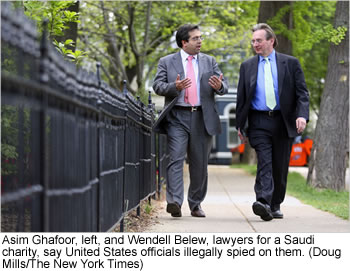 Asim Ghafoor, left, and Wendell Belew, lawyers for a Saudi
charity, say United States officials illegally spied on them. (Doug
Mills/The New York Times)